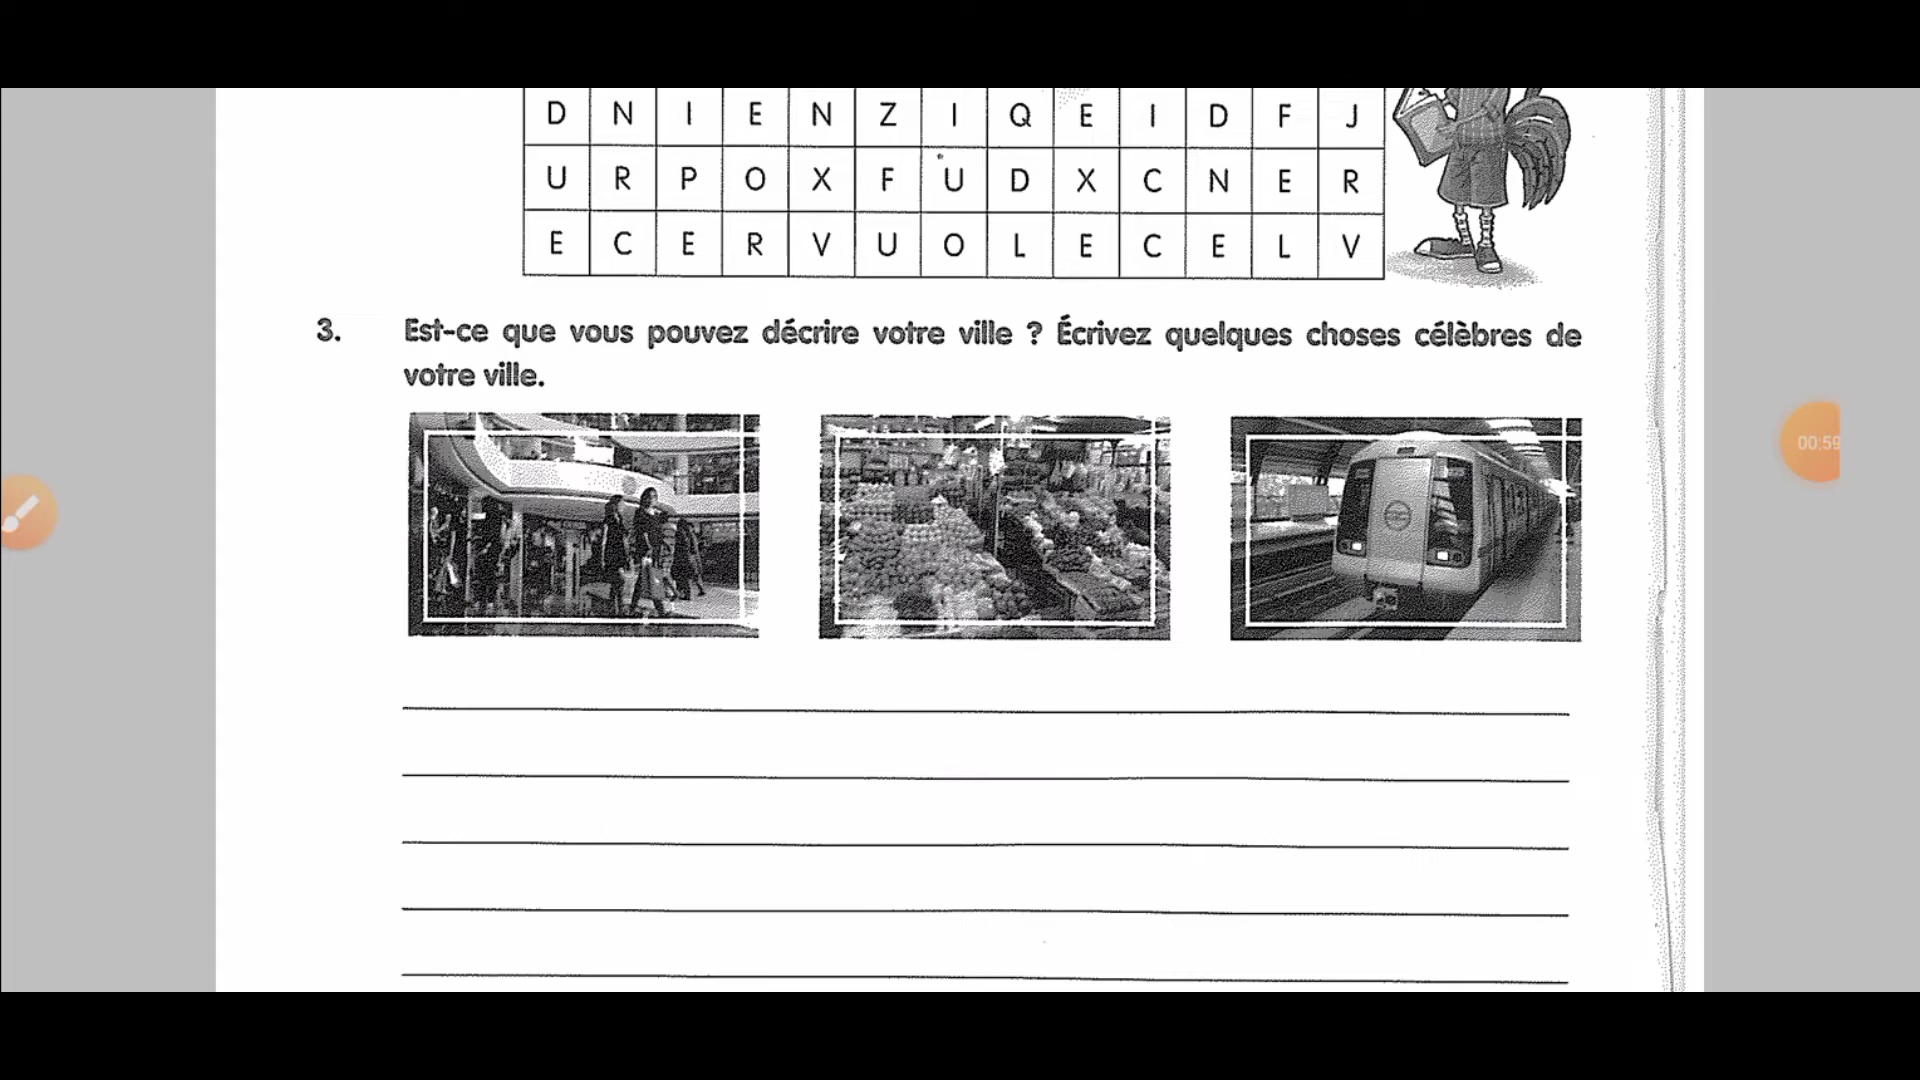 D N I E N Z I Q E I D F J
U R P O X F U D X C N E R
E C E R V U O L E C E L V
3. Est-ce que vous pouvez décrire votre ville ? Écrivez quelques choses célèbres de
votre ville.
00:59